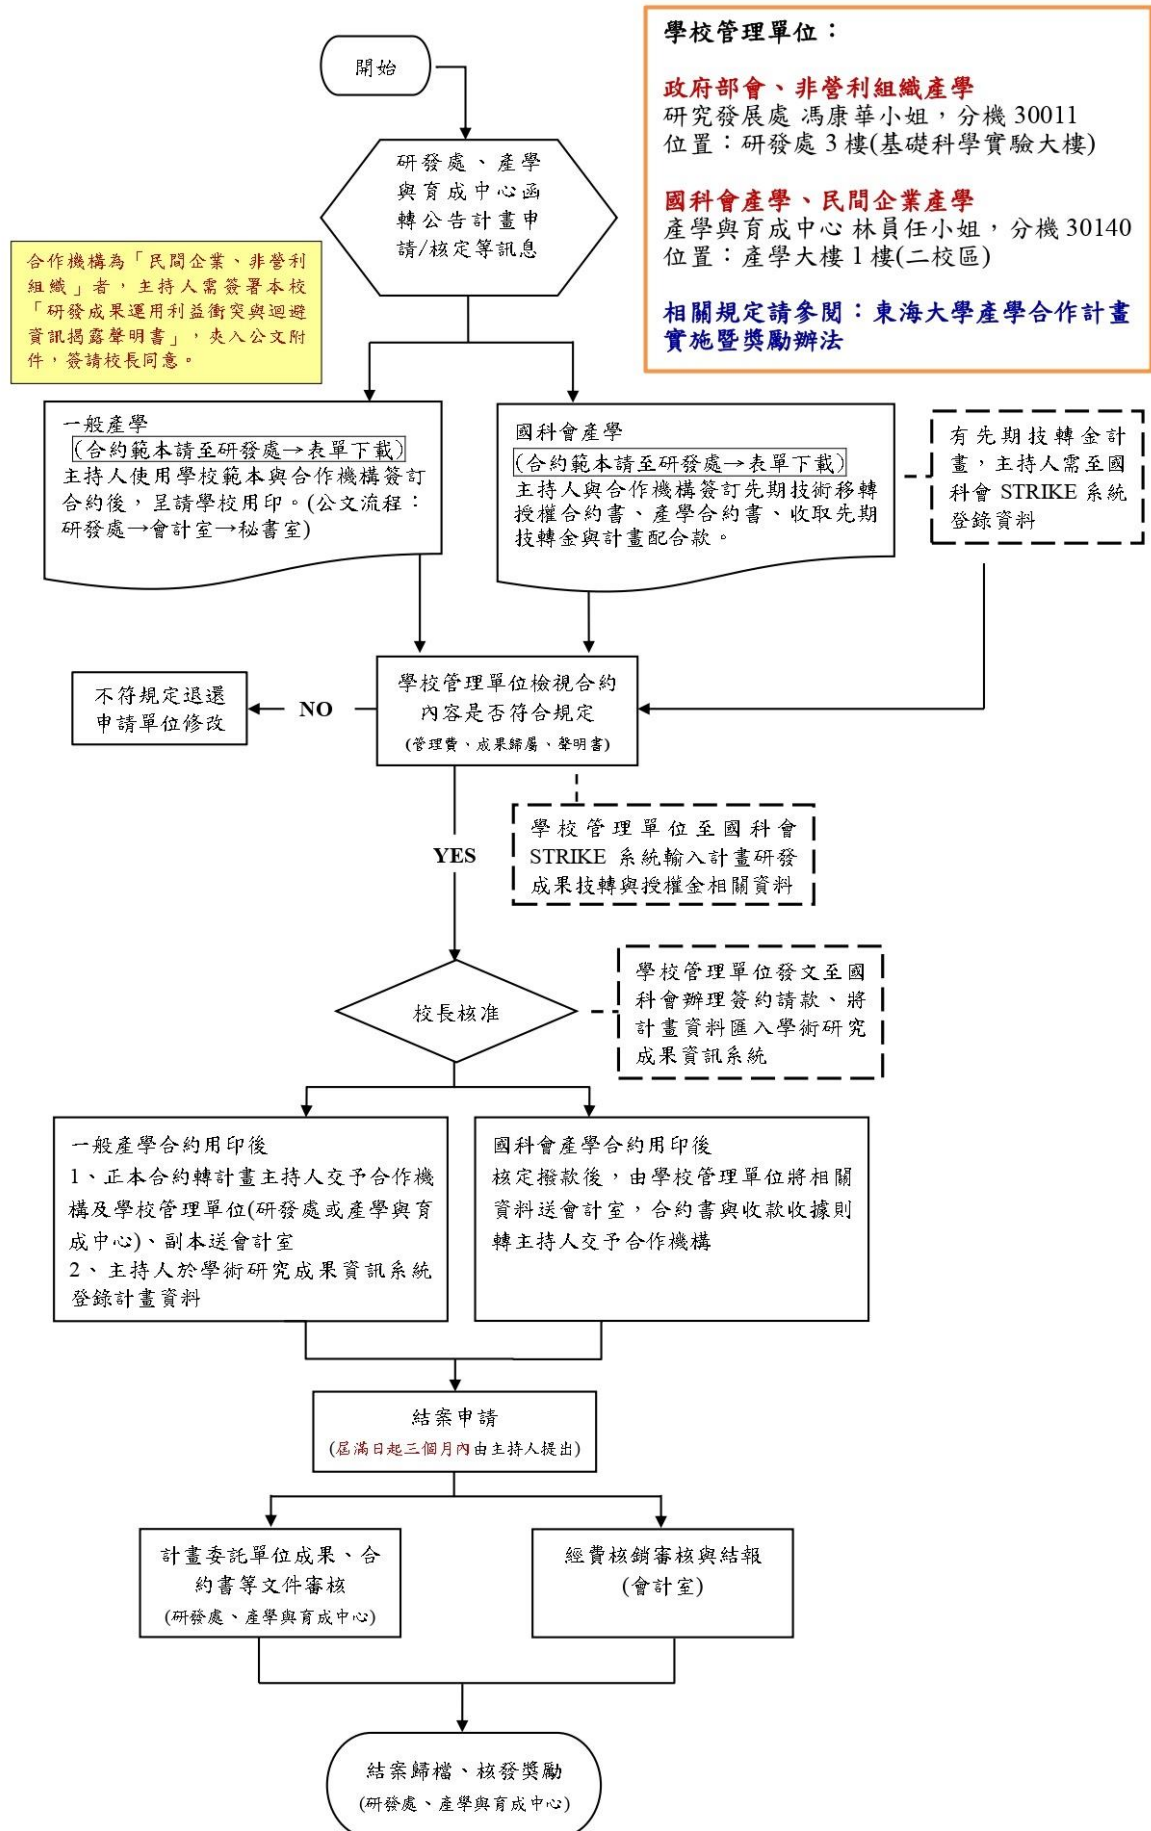 開始
學校管理單位：
政府部會、非營利組織產學
研究發展處 馮康華小姐，分機 30011
位置：研發處 3 樓(基礎科學實驗大樓)
國科會產學、民間企業產學
產學與育成中心 林員任小姐，分機 30140
位置：產學大樓 1 樓(二校區)
相關規定請參閱：東海大學產學合作計畫
實施暨獎勵辦法
研發處、產學
與育成中心函
轉公告計畫申
請/核定等訊息
合作機構為「民間企業、非營利
組織」者，主持人需簽署本校
「研發成果運用利益衝突與迴避
資訊揭露聲明書」，夾入公文附
件，簽請校長同意。
一般產學
(合約範本請至研發處→表單下載)
主持人使用學校範本與合作機構簽訂
合約後，呈請學校用印。(公文流程：
研發處→會計室→秘書室)
國科會產學
(合約範本請至研發處→表單下載)
主持人與合作機構簽訂先期技術移轉
授權合約書、產學合約書、收取先期
技轉金與計畫配合款。
有先期技轉金計
畫，主持人需至國
科會 STRIKE 系統
登錄資料
不符規定退還
申請單位修改
NO
學校管理單位檢視合約
內容是否符合規定
(管理費、成果歸屬、聲明書)
學校管理單位至國科會
STRIKE 系統輸入計畫研發
成果技轉與授權金相關資料
YES
校長核准
學校管理單位發文至國
科會辦理簽約請款、將
計畫資料匯入學術研究
成果資訊系統
一般產學合約用印後
1、正本合約轉計畫主持人交予合作機
構及學校管理單位(研發處或產學與育
成中心)、副本送會計室
2、主持人於學術研究成果資訊系統
登錄計畫資料
國科會產學合約用印後
核定撥款後，由學校管理單位將相關
資料送會計室，合約書與收款收據則
轉主持人交予合作機構
結案申請
(屆滿日起三個月內由主持人提出)
計畫委託單位成果、合
約書等文件審核
(研發處、產學與育成中心)
經費核銷審核與結報
(會計室)
結案歸檔、核發獎勵
(研發處、產學與育成中心)